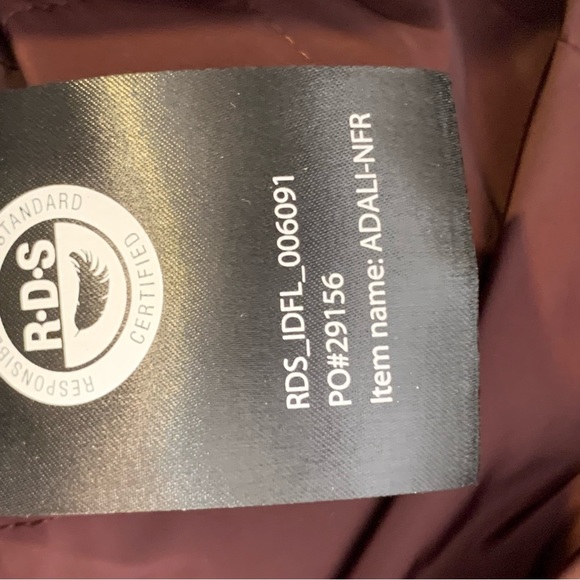 RESPONSIBLE STANDARD
R·D·S
CERTIFIED
RDS_IDFL_006091
PO#29156
Item name: ADALI-NFR